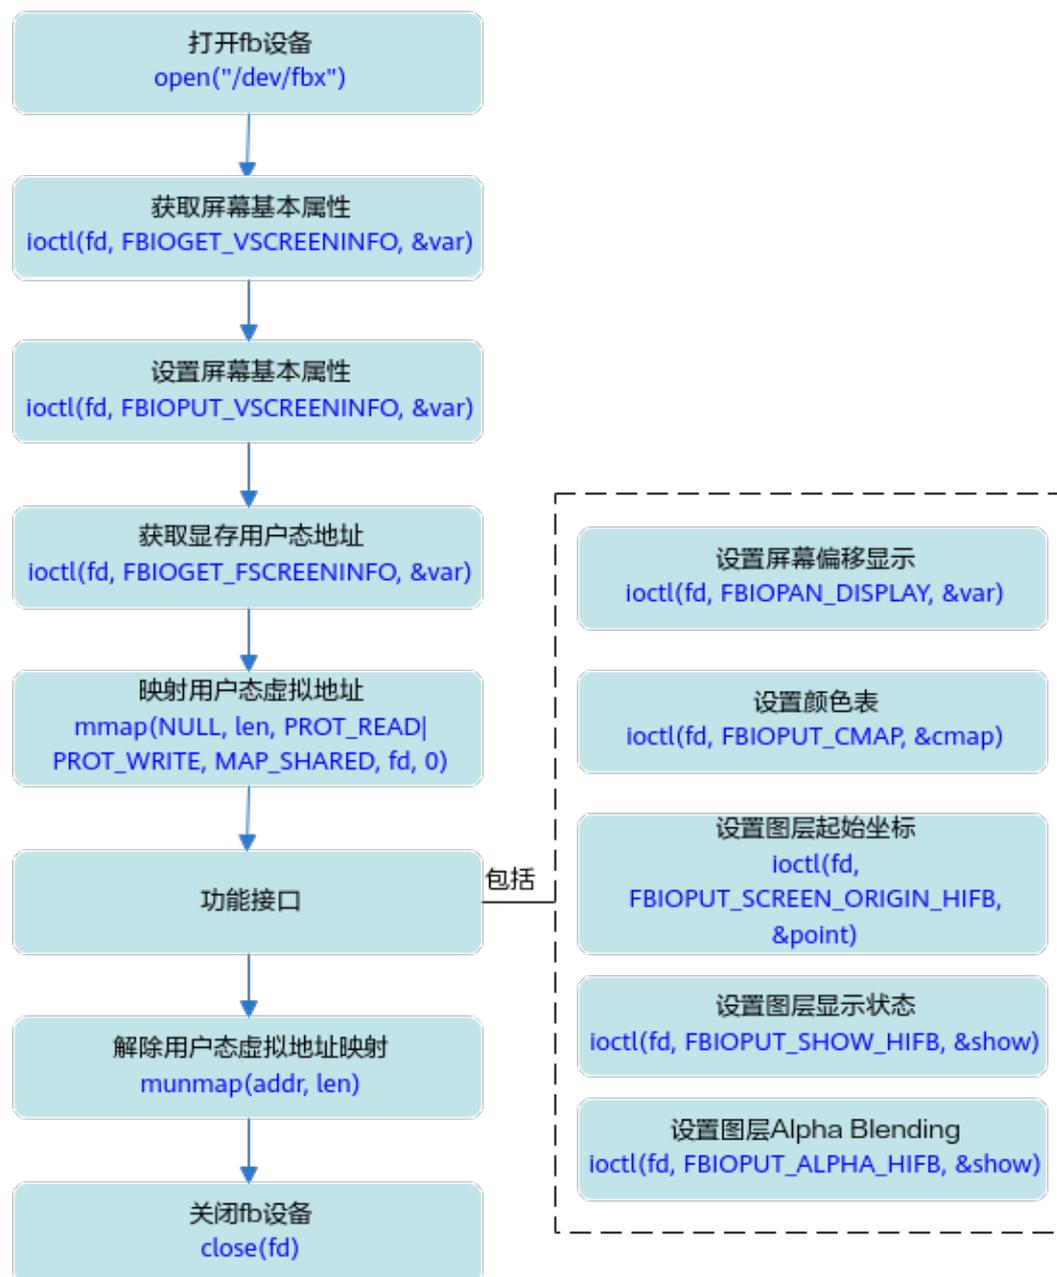 打开fb设备
open("/dev/fbx")
获取屏幕基本属性
ioctl(fd, FBIOGET_VSCREENINFO, &var)
设置屏幕基本属性
ioctl(fd, FBIOPUT_VSCREENINFO, &var)
获取显存用户态地址
ioctl(fd, FBIOGET_FSCREENINFO, &var)
映射用户态虚拟地址
mmap(NULL, len, PROT_READ|
PROT_WRITE, MAP_SHARED, fd, 0)
功能接口
包括
解除用户态虚拟地址映射
munmap(addr, len)
关闭fb设备
close(fd)
设置屏幕偏移显示
ioctl(fd, FBIOPAN_DISPLAY, &var)
设置颜色表
ioctl(fd, FBIOPUT_CMAP, &cmap)
设置图层起始坐标
ioctl(fd,
FBIOPUT_SCREEN_ORIGIN_HIFB,
&point)
设置图层显示状态
ioctl(fd, FBIOPUT_SHOW_HIFB, &show)
设置图层Alpha Blending
ioctl(fd, FBIOPUT_ALPHA_HIFB, &show)